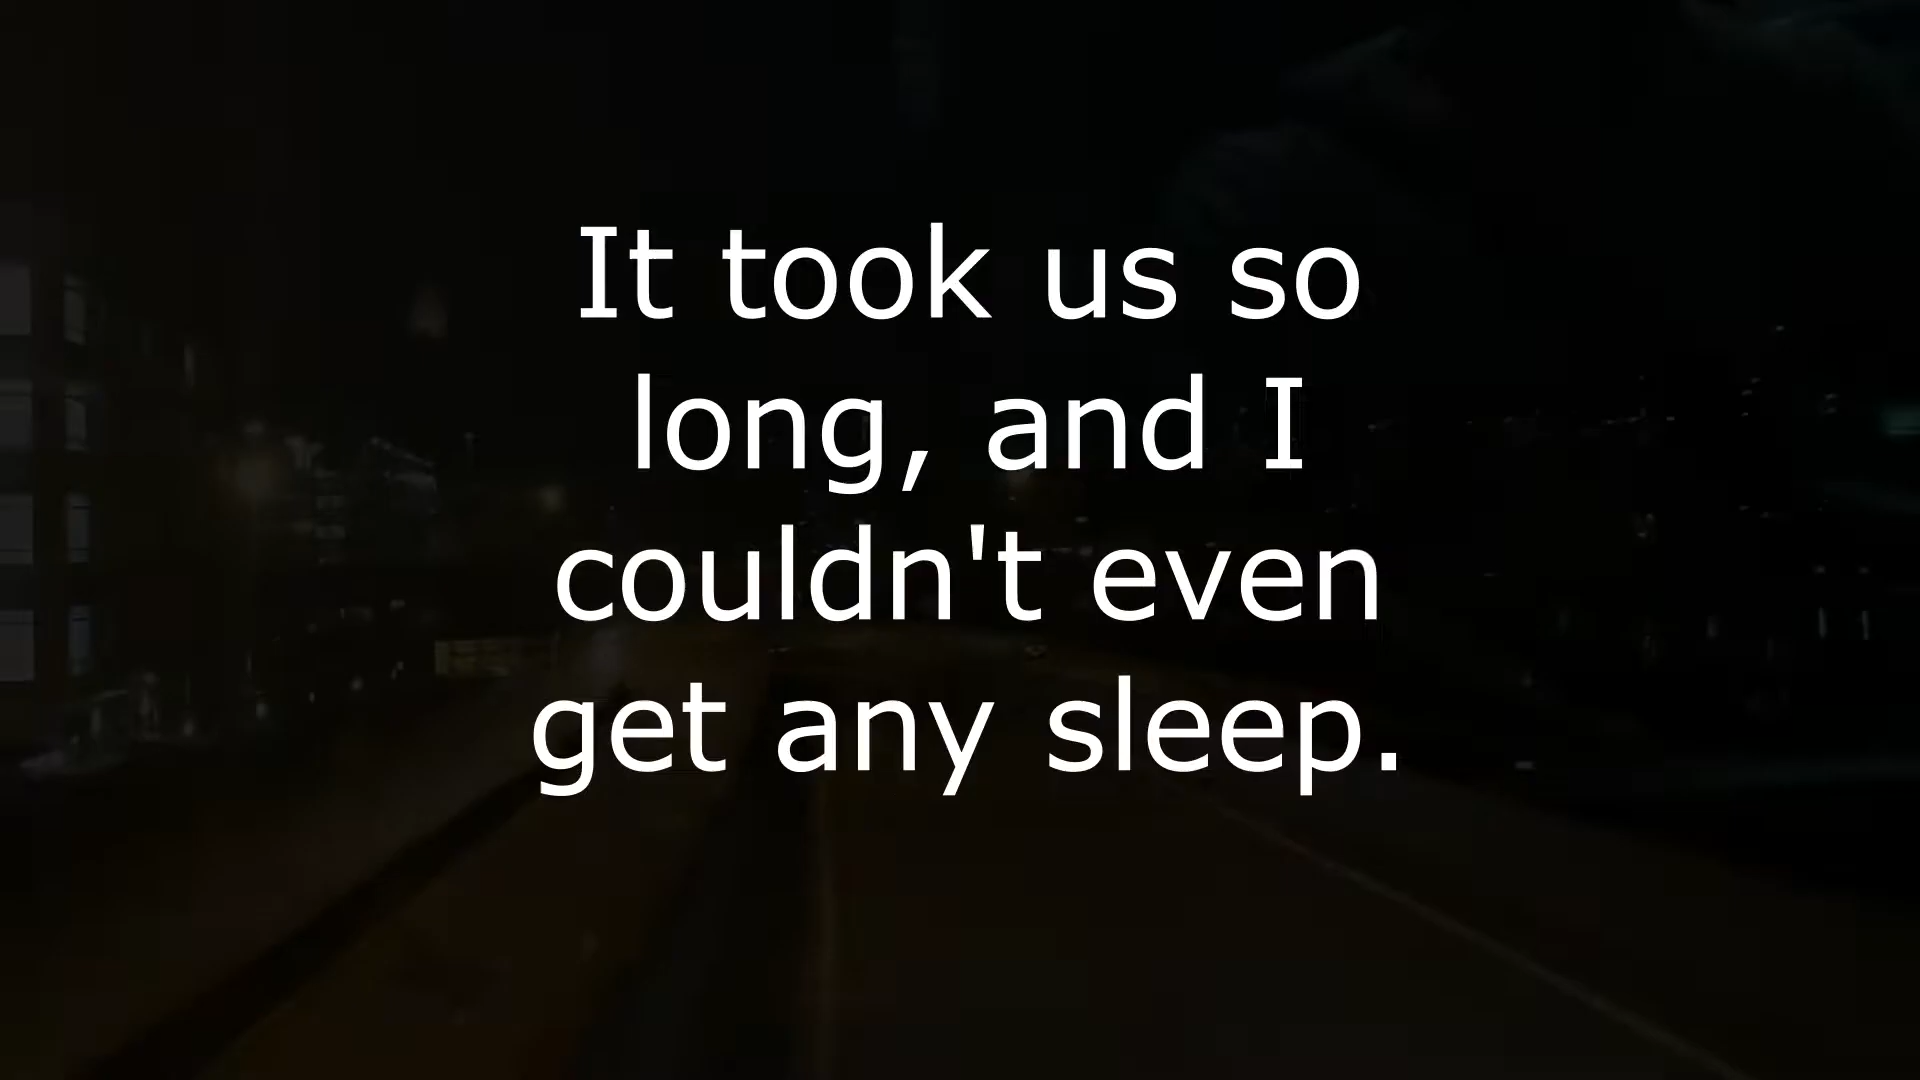 It took us so
long, and I
couldn't even
get any sleep.